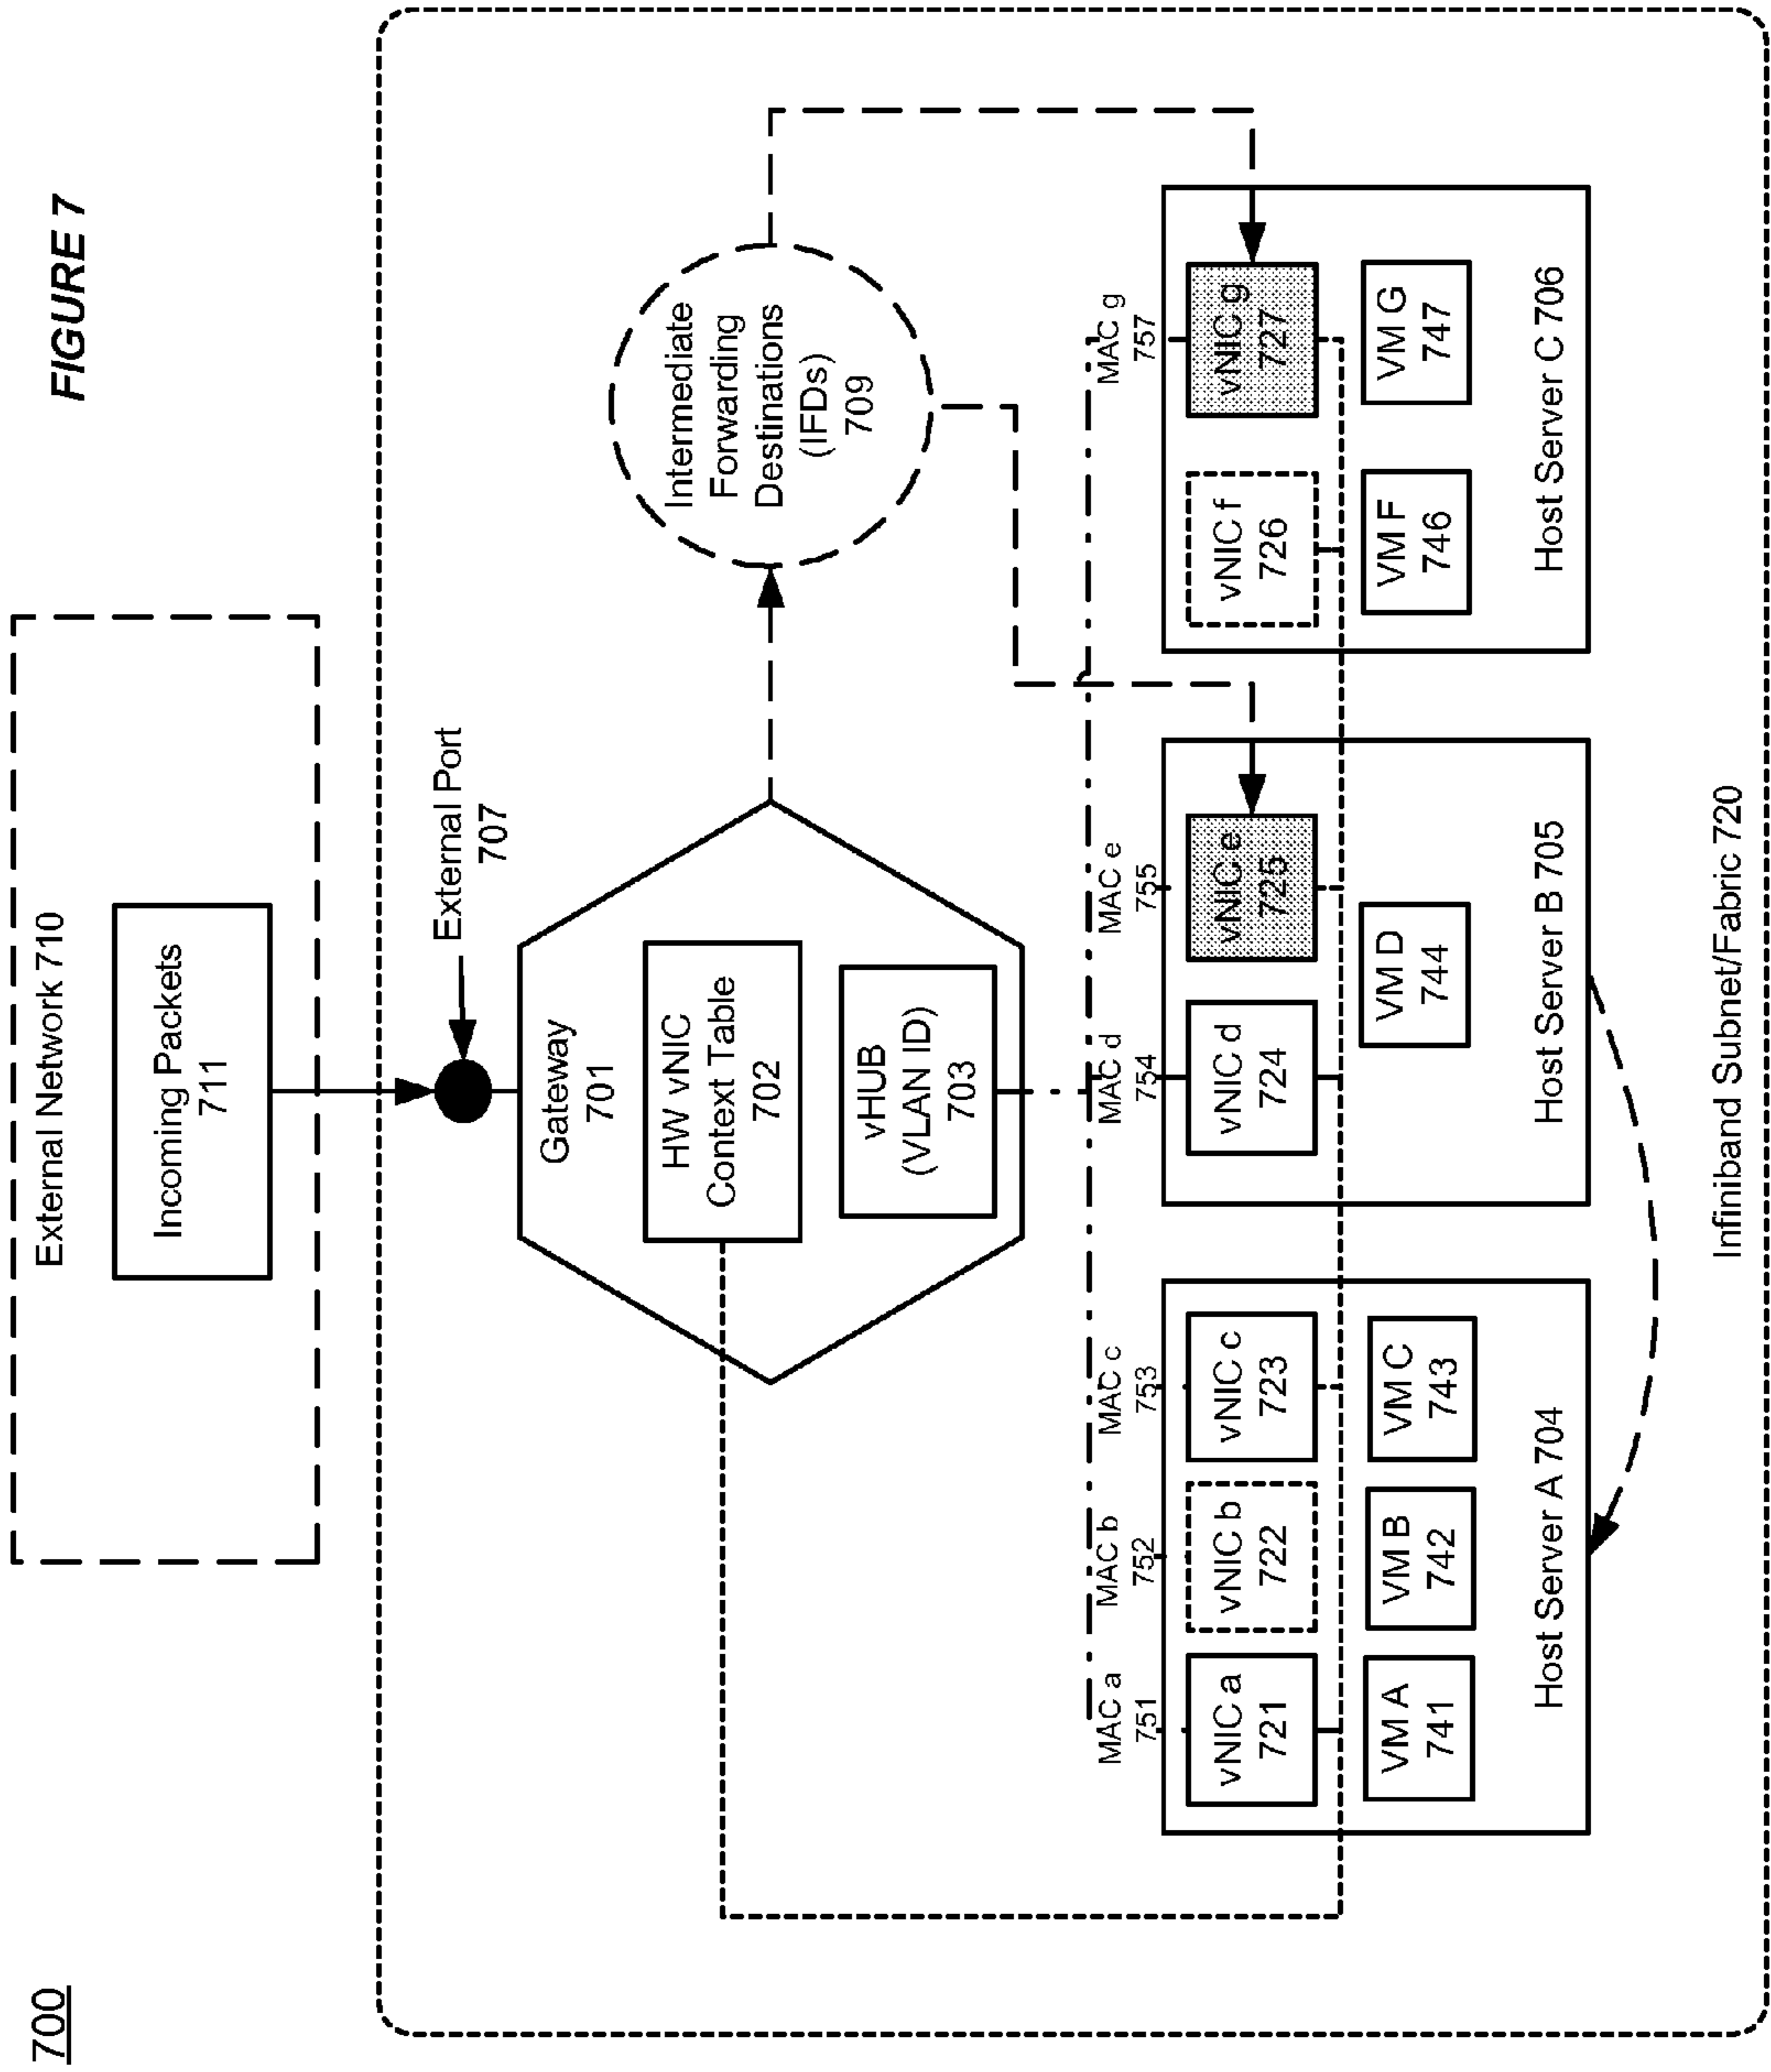 700
FIGURE 7
External Network 710
Incoming Packets
711
External Port
707
Gateway
701
HW vNIC
Context Table
702
vHUB
(VLAN ID)
703
Intermediate
Forwarding
Destinations
(IFDs)
709
MAC a
751
MAC b
752
MAC c
753
MAC d
754
MAC e
755
MAC g
757
vNIC a
721
vNIC b
722
vNIC c
723
vNIC d
724
vNIC e
725
vNIC f
726
vNIC g
727
VM A
741
VM B
742
VM C
743
VM D
744
VM F
746
VM G
747
Host Server A 704
Host Server B 705
Host Server C 706
Infiniband Subnet/Fabric 720